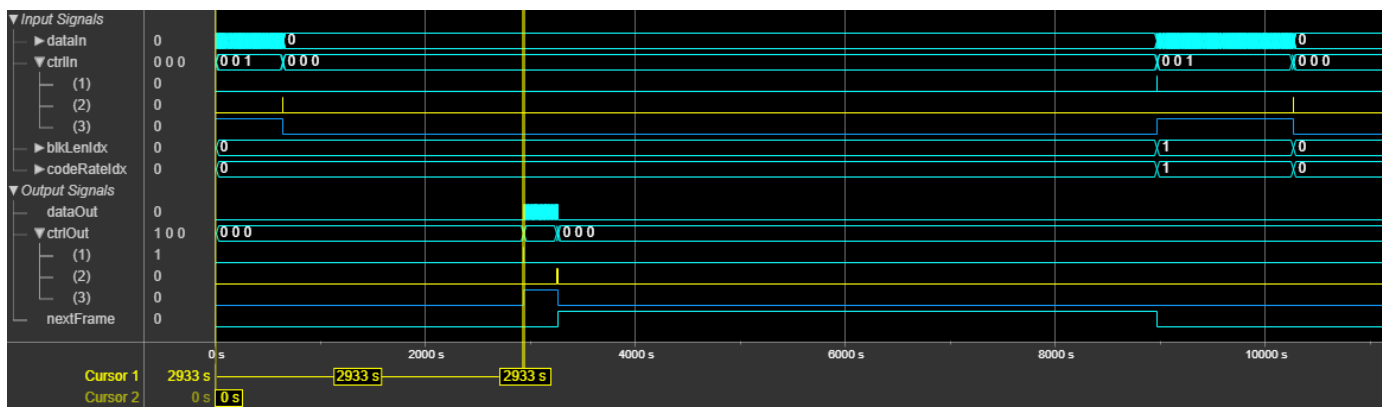 ▼ Input Signals
► dataIn 0 0 0
▼ ctrlIn 0 0 0 0 0 1 0 0 0 0 0 1 0 0 0
(1) 0
(2) 0
(3) 0
► blkLenIdx 0 0 1 0
► codeRateIdx 0 0 1 0
▼ Output Signals
dataOut 0
▼ ctrlOut 1 0 0 0 0 0 0 0 0
(1) 1
(2) 0
(3) 0
nextFrame 0
0 s 2000 s 4000 s 6000 s 8000 s 10000 s
Cursor 1 2933 s 2933 s 2933 s
Cursor 2 0 s 0 s